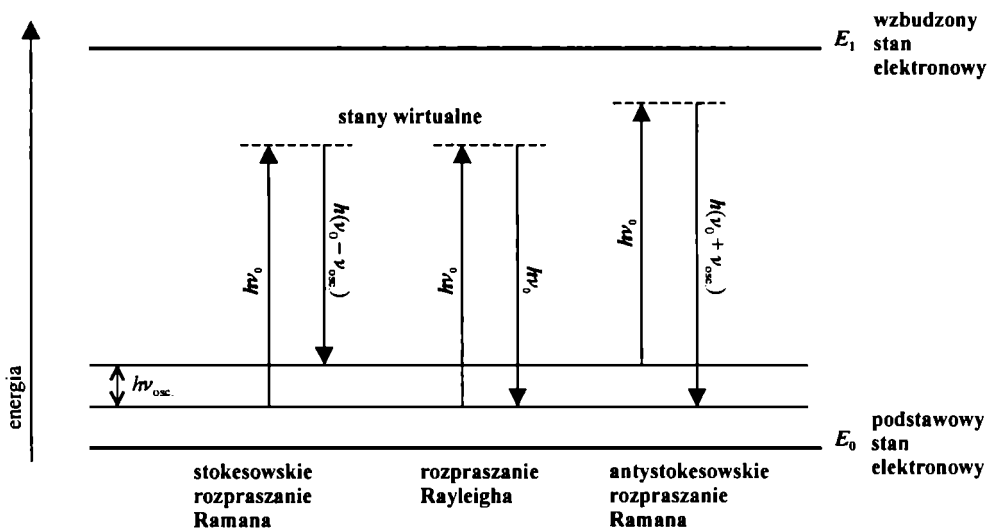 E₁
wzbudzony
stan
elektronowy
stany wirtualne
hν₀
h(ν₀ – νosc.)
hν₀
hν₀
hν₀
h(ν₀ + νosc.)
energia
hνosc.
E₀
podstawowy
stan
elektronowy
stokesowskie
rozpraszanie
Ramana
rozpraszanie
Rayleigha
antystokesowskie
rozpraszanie
Ramana